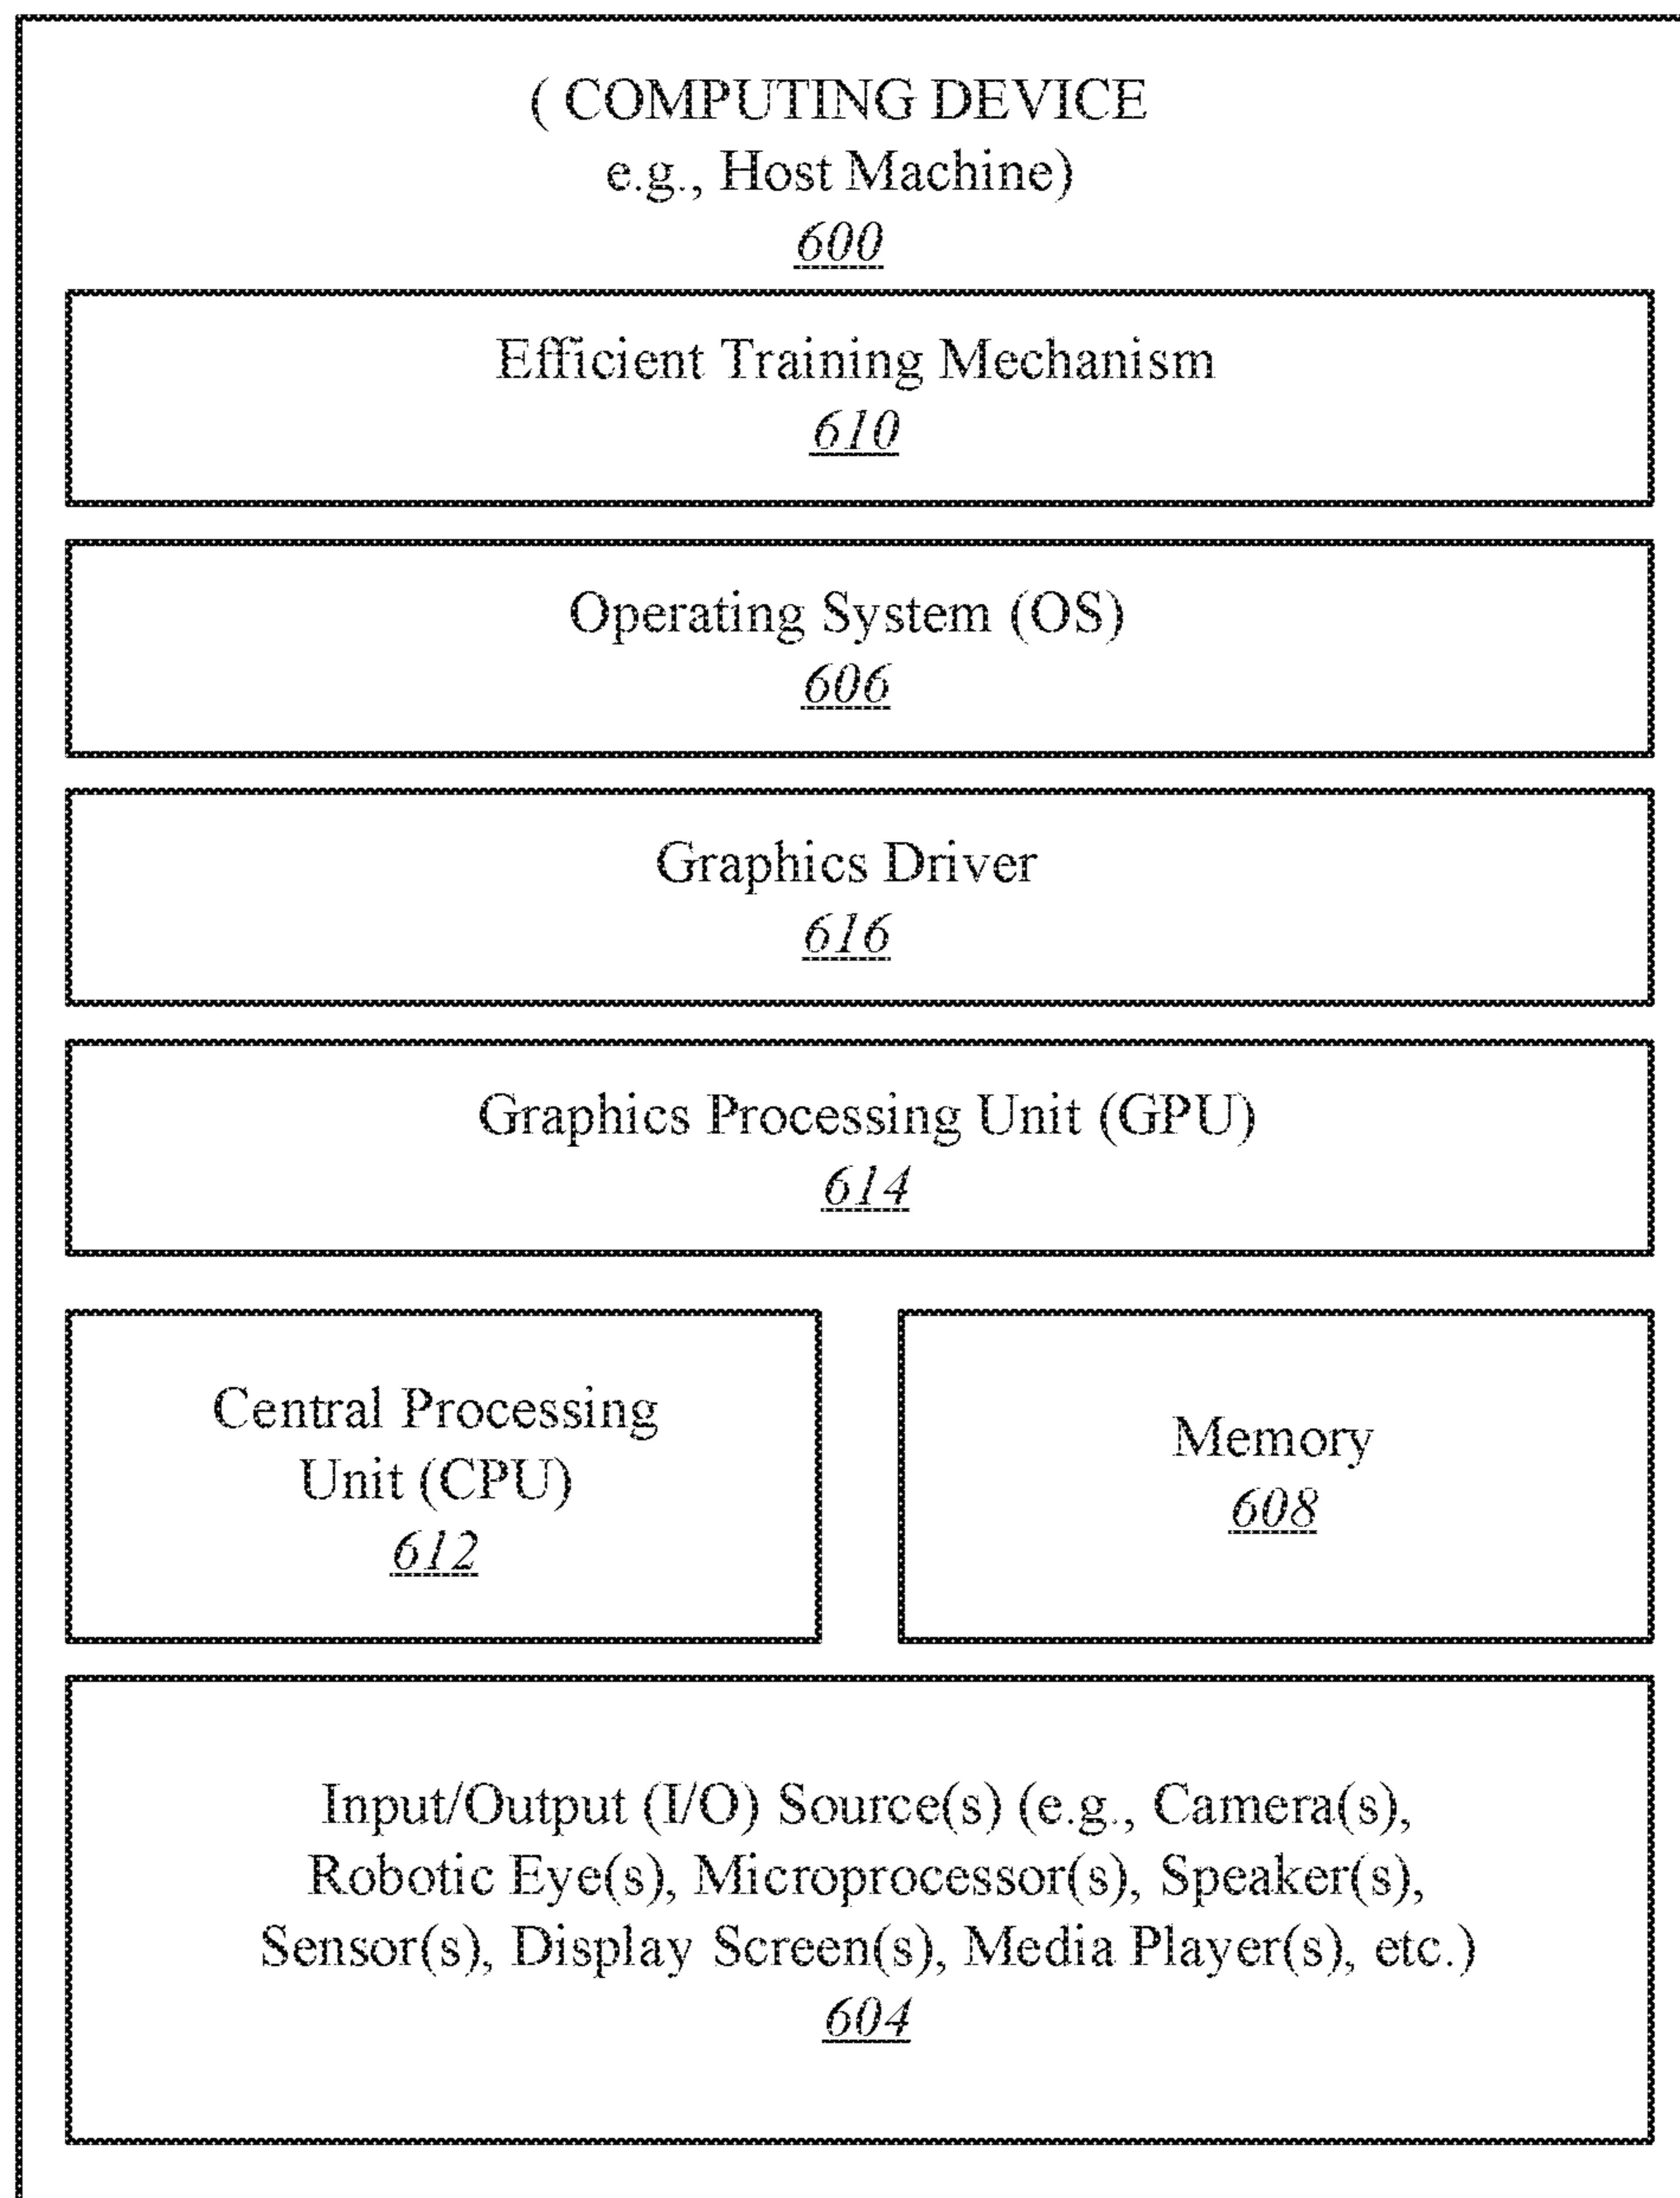 ( COMPUTING DEVICE
e.g., Host Machine)
600
Efficient Training Mechanism
610
Operating System (OS)
606
Graphics Driver
616
Graphics Processing Unit (GPU)
614
Central Processing
Unit (CPU)
612
Memory
608
Input/Output (I/O) Source(s) (e.g., Camera(s),
Robotic Eye(s), Microprocessor(s), Speaker(s),
Sensor(s), Display Screen(s), Media Player(s), etc.)
604